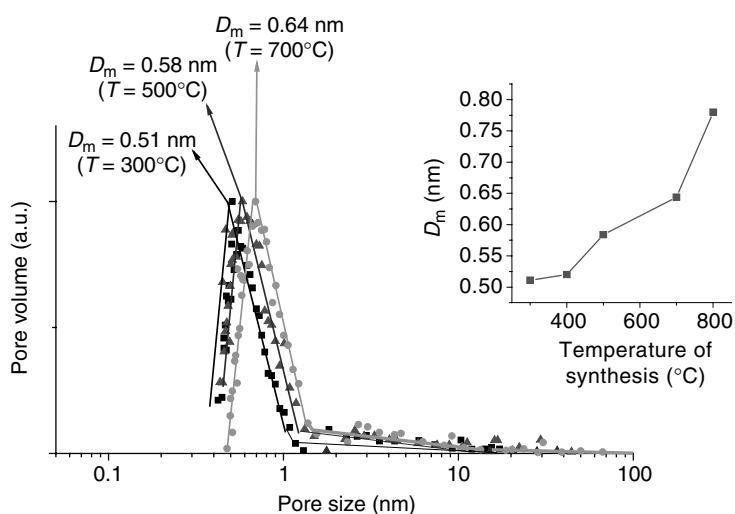 D_m = 0.64 nm
(T = 700°C)
D_m = 0.58 nm
(T = 500°C)
D_m = 0.51 nm
(T = 300°C)
Pore volume (a.u.)
0.1
1
10
100
Pore size (nm)
0.80
0.75
0.70
0.65
0.60
0.55
0.50
D_m (nm)
400
600
800
Temperature of
synthesis (°C)